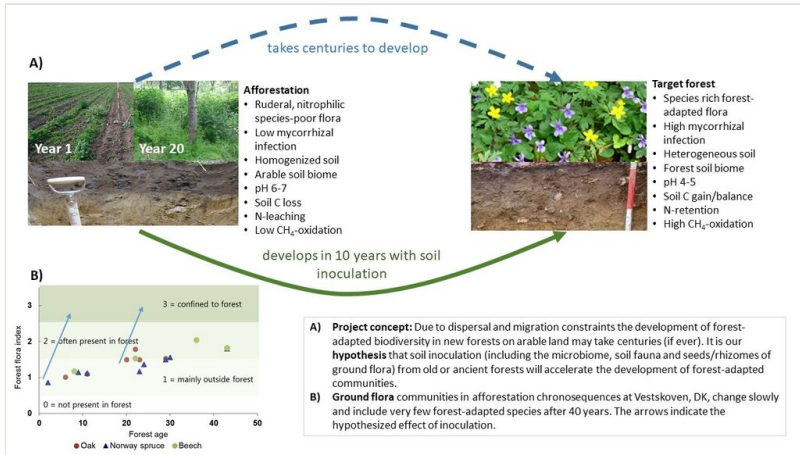 takes centuries to develop
A)
Year 1
Year 20
Afforestation
• Ruderal, nitrophilic
species-poor flora
• Low mycorrhizal
infection
• Homogenized soil
• Arable soil biome
• pH 6-7
• Soil C loss
• N-leaching
• Low CH₄-oxidation
Target forest
• Species rich forest-
adapted flora
• High mycorrhizal
infection
• Heterogeneous soil
• Forest soil biome
• pH 4-5
• Soil C gain/balance
• N-retention
• High CH₄-oxidation
develops in 10 years with soil
inoculation
B)
Forest flora index
3
2
1
0
3 = confined to forest
2 = often present in forest
1 = mainly outside forest
0 = not present in forest
0 10 20 30 40 50
Forest age
Oak Norway spruce Beech
A) Project concept: Due to dispersal and migration constraints the development of forest-
adapted biodiversity in new forests on arable land may take centuries (if ever). It is our
hypothesis that soil inoculation (including the microbiome, soil fauna and seeds/rhizomes of
ground flora) from old or ancient forests will accelerate the development of forest-adapted
communities.
B) Ground flora communities in afforestation chronosequences at Vestskoven, DK, change slowly
and include very few forest-adapted species after 40 years. The arrows indicate the
hypothesized effect of inoculation.